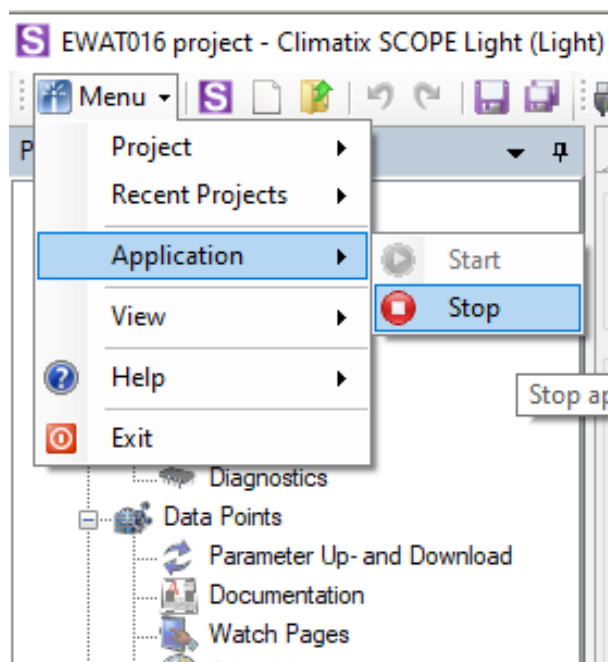 S EWAT016 project - Climatix SCOPE Light (Light)
Menu
S
P
Project
Recent Projects
Application
Start
Stop
View
Help
Stop ap
Exit
Diagnostics
Data Points
Parameter Up- and Download
Documentation
Watch Pages